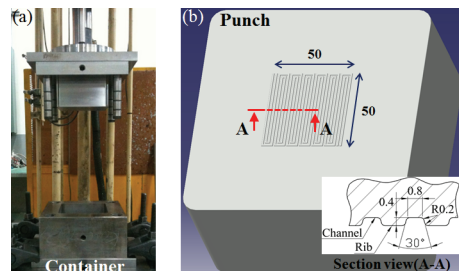 (a)
Container
(b)
Punch
50
50
A
A
0.8
0.4
R0.2
Channel
Rib
30°
Section view(A-A)